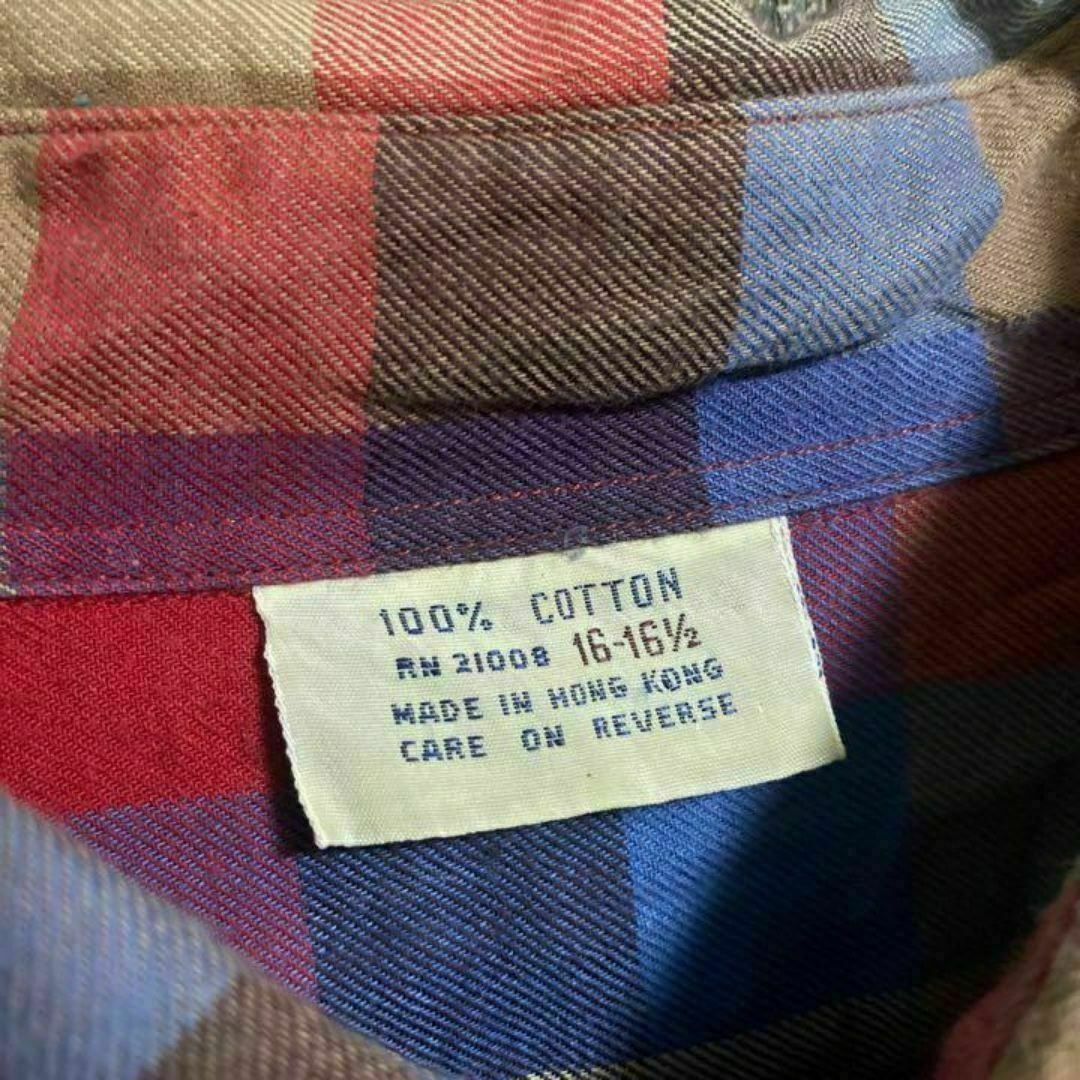 100% COTTON
RN 21008 16-16½
MADE IN HONG KONG
CARE ON REVERSE